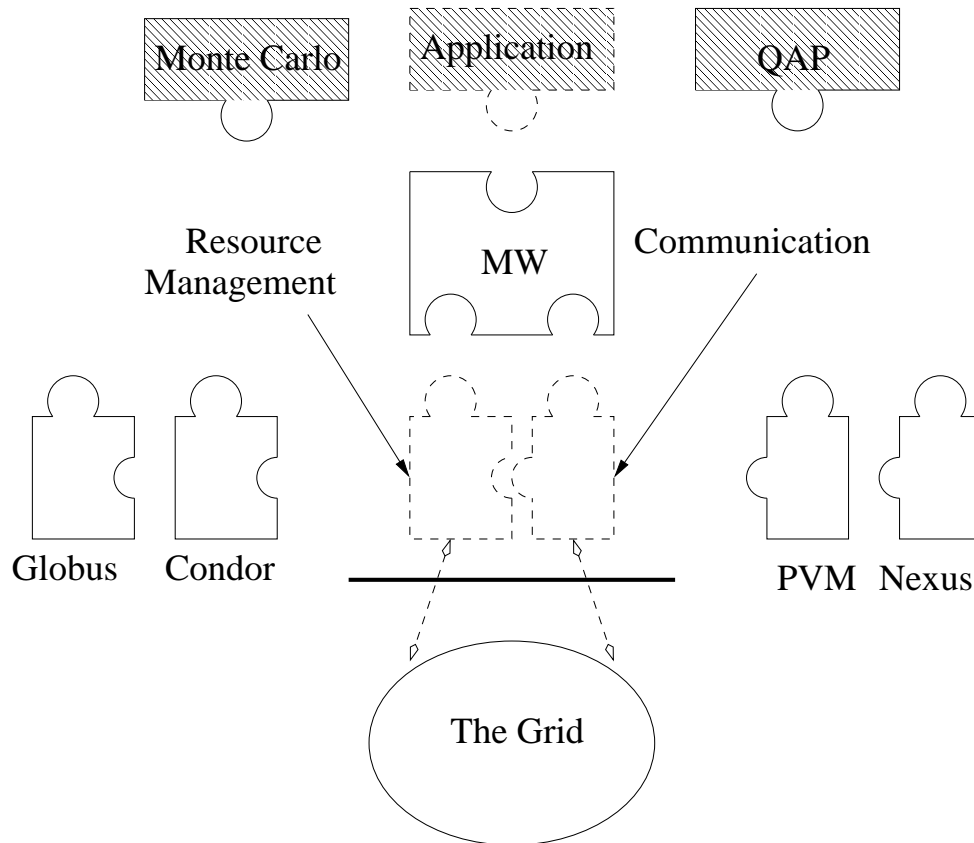 Monte Carlo
Application
QAP
Resource
Management
MW
Communication
Globus
Condor
PVM
Nexus
The Grid